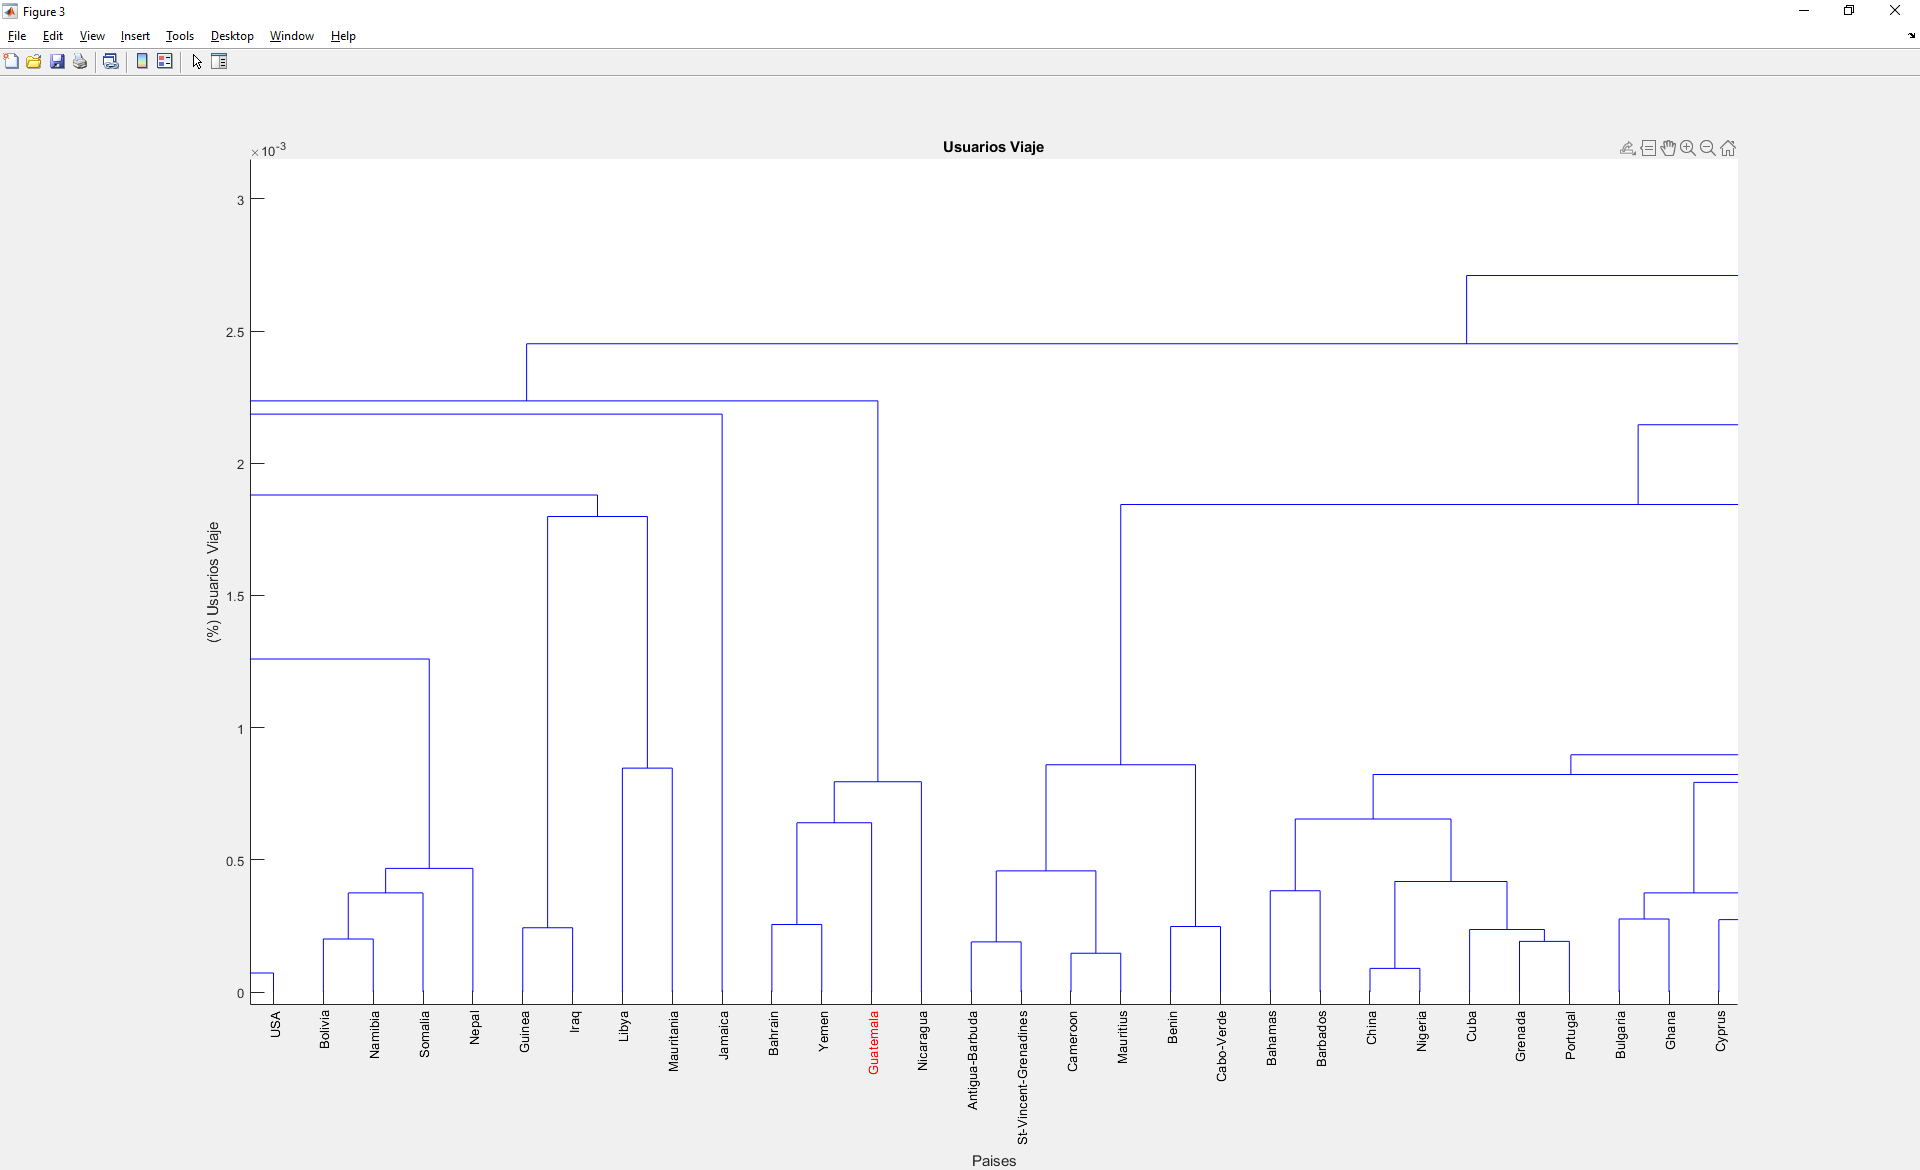 Figure 3
File Edit View Insert Tools Desktop Window Help
Usuarios Viaje
×10-3
3
2.5
2
1.5
1
0.5
0
(%) Usuarios Viaje
USA
Bolivia
Namibia
Somalia
Nepal
Guinea
Iraq
Libya
Mauritania
Jamaica
Bahrain
Yemen
Guatemala
Nicaragua
Antigua-Barbuda
St-Vincent-Grenadines
Cameroon
Mauritius
Benin
Cabo-Verde
Bahamas
Barbados
China
Nigeria
Cuba
Grenada
Portugal
Bulgaria
Ghana
Cyprus
Paises